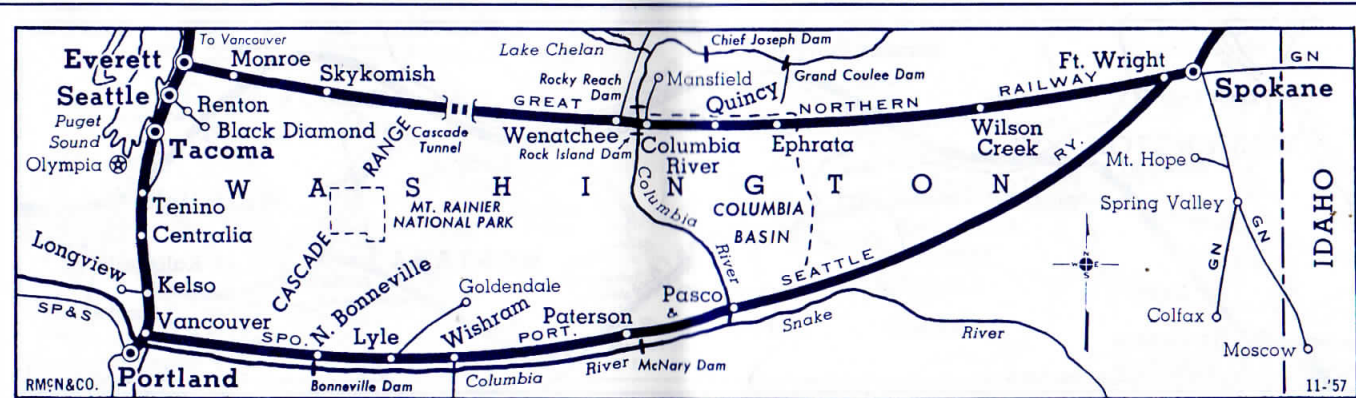 To Vancouver
Everett
Monroe
Skykomish
Lake Chelan
Chief Joseph Dam
Rocky Reach
Dam
Mansfield
Grand Coulee Dam
Ft. Wright
GN
Spokane
Seattle
Renton
Black Diamond
Puget
Sound
Olympia
Tacoma
Cascade
Tunnel
GREAT NORTHERN RAILWAY
Wenatchee
Rock Island Dam
Columbia
River
Quincy
Ephrata
Wilson
Creek
Mt. Hope
Spring Valley
GN
GN
Colfax
Moscow
IDAHO
WASHINGTON
CASCADE RANGE
MT. RAINIER
NATIONAL PARK
Columbia River
COLUMBIA
BASIN
Tenino
Centralia
Longview
Kelso
Vancouver
SP&S
Portland
SPO. PORT. & SEATTLE RY.
N. Bonneville
Bonneville Dam
Lyle
Goldendale
Wishram
Columbia River
Paterson
McNary Dam
Pasco
Snake River
N
W E
S
RMCN&CO.
11-'57